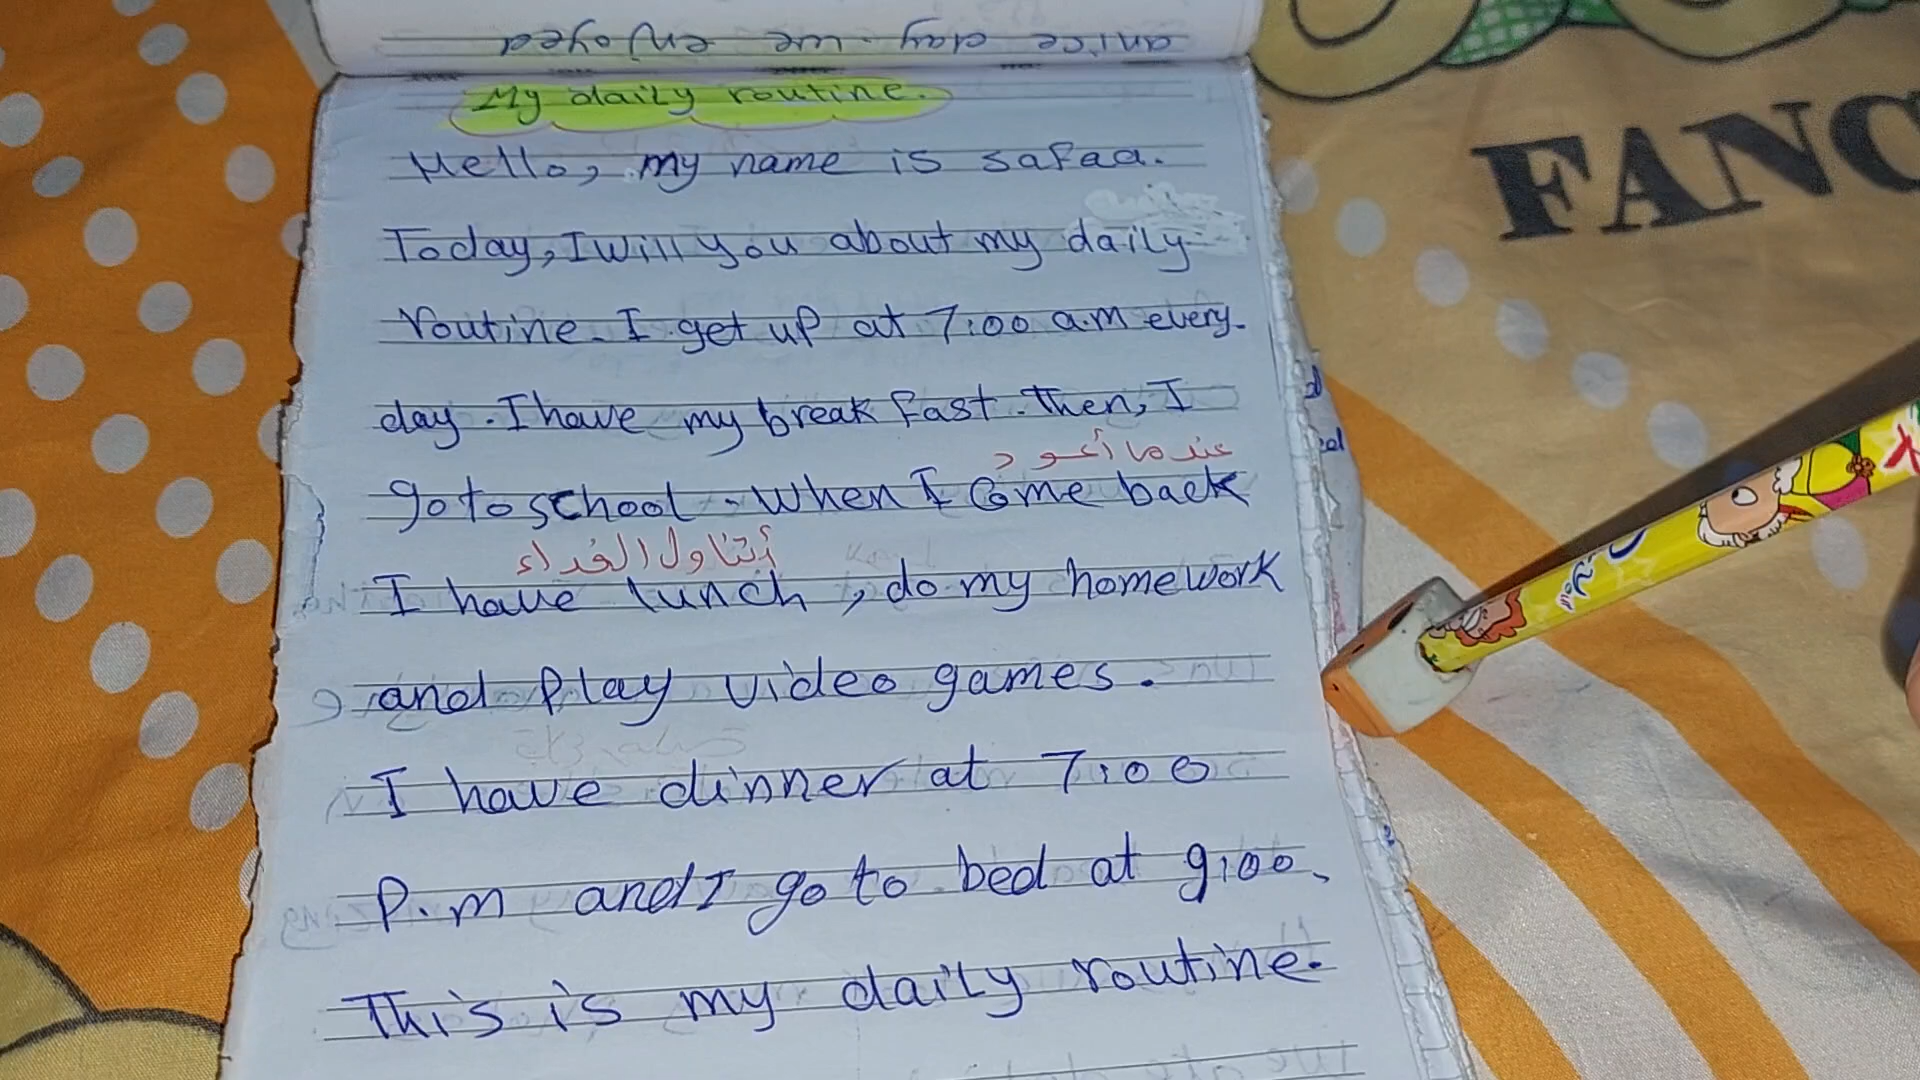 anice day. we enjoyed
My daily routine.
Hello, my name is safaa.
Today, I will you about my daily
routine. I get up at 7:00 a.m every.
day. I have my break fast. Then, I
عندما أعود
go to school. When I come back
أتناول الغداء
I have lunch, do my homework
and play video games.
I have dinner at 7:00
P.m and I go to bed at 9:00.
This is my daily routine.
FANC